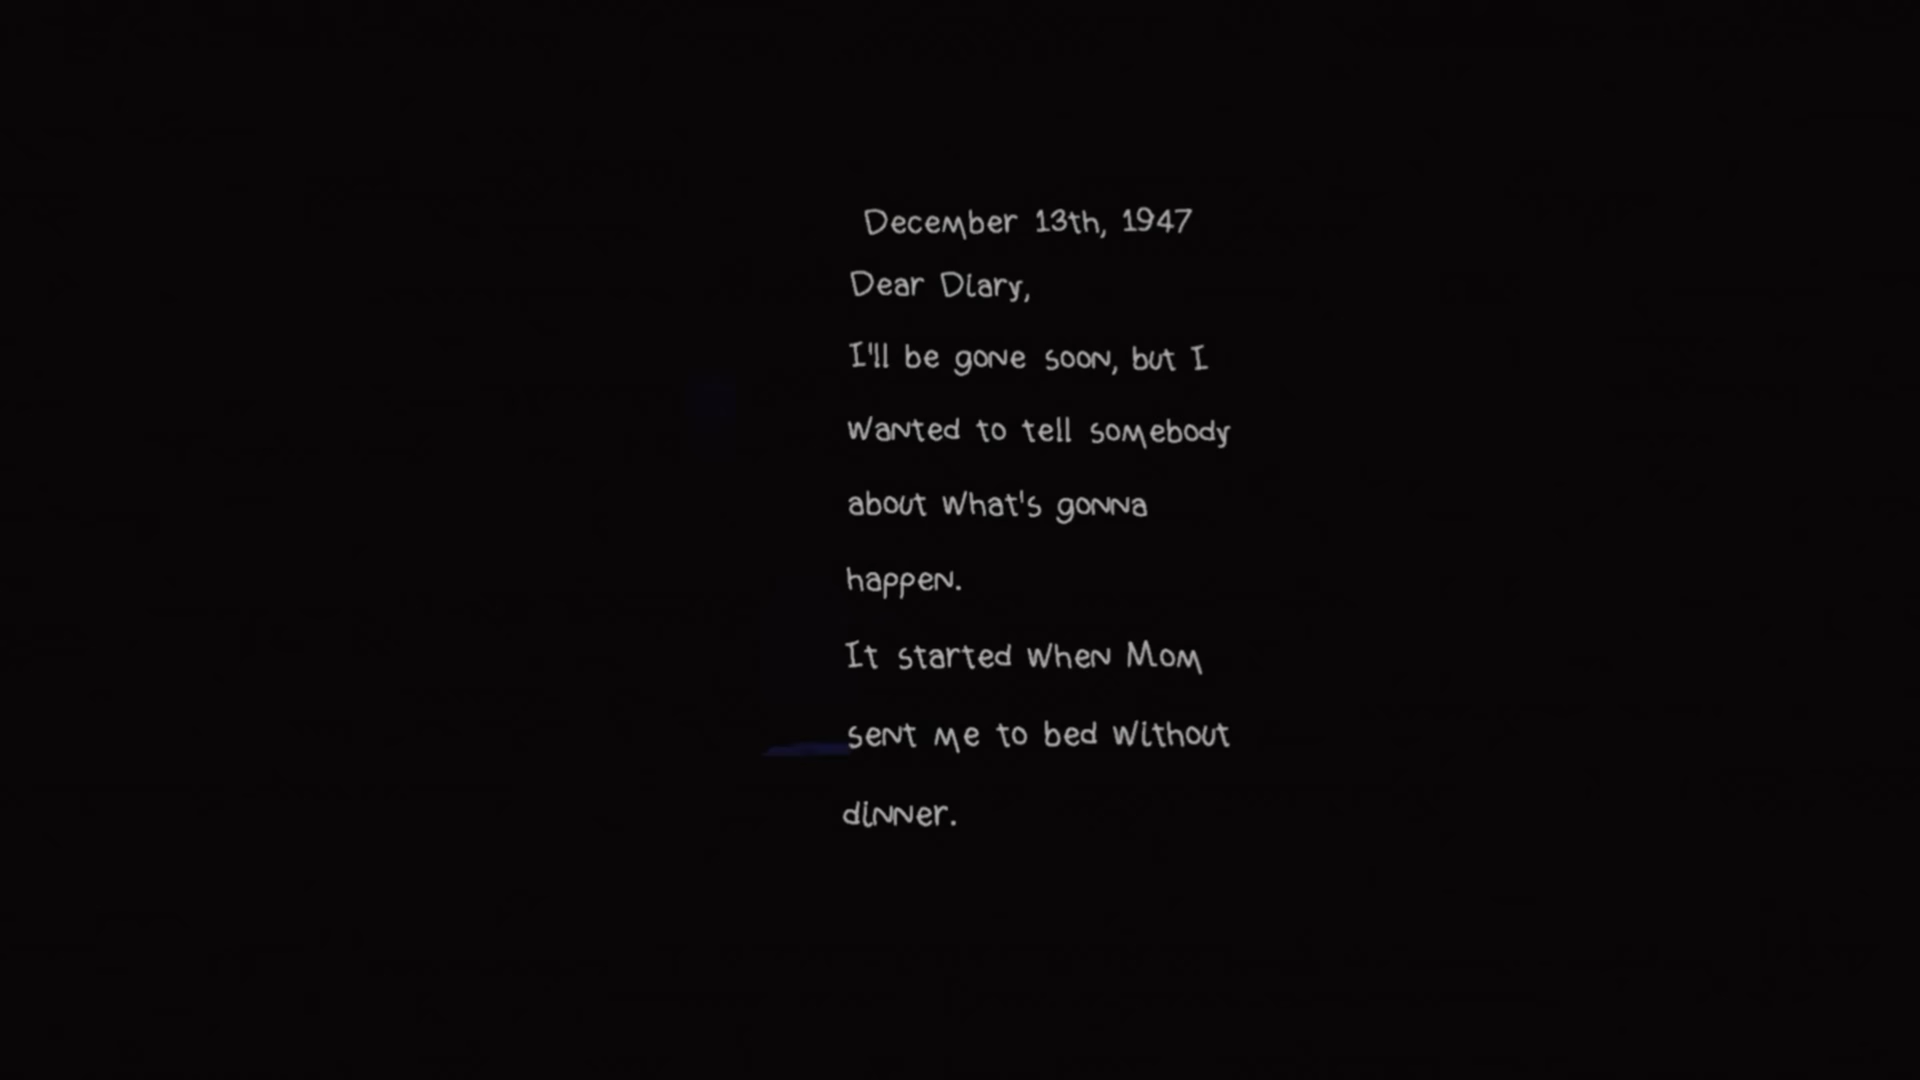 December 13th, 1947
Dear Diary,
I'll be gone soon, but I
wanted to tell somebody
about what's gonna
happen.
It started when Mom
sent me to bed without
dinner.